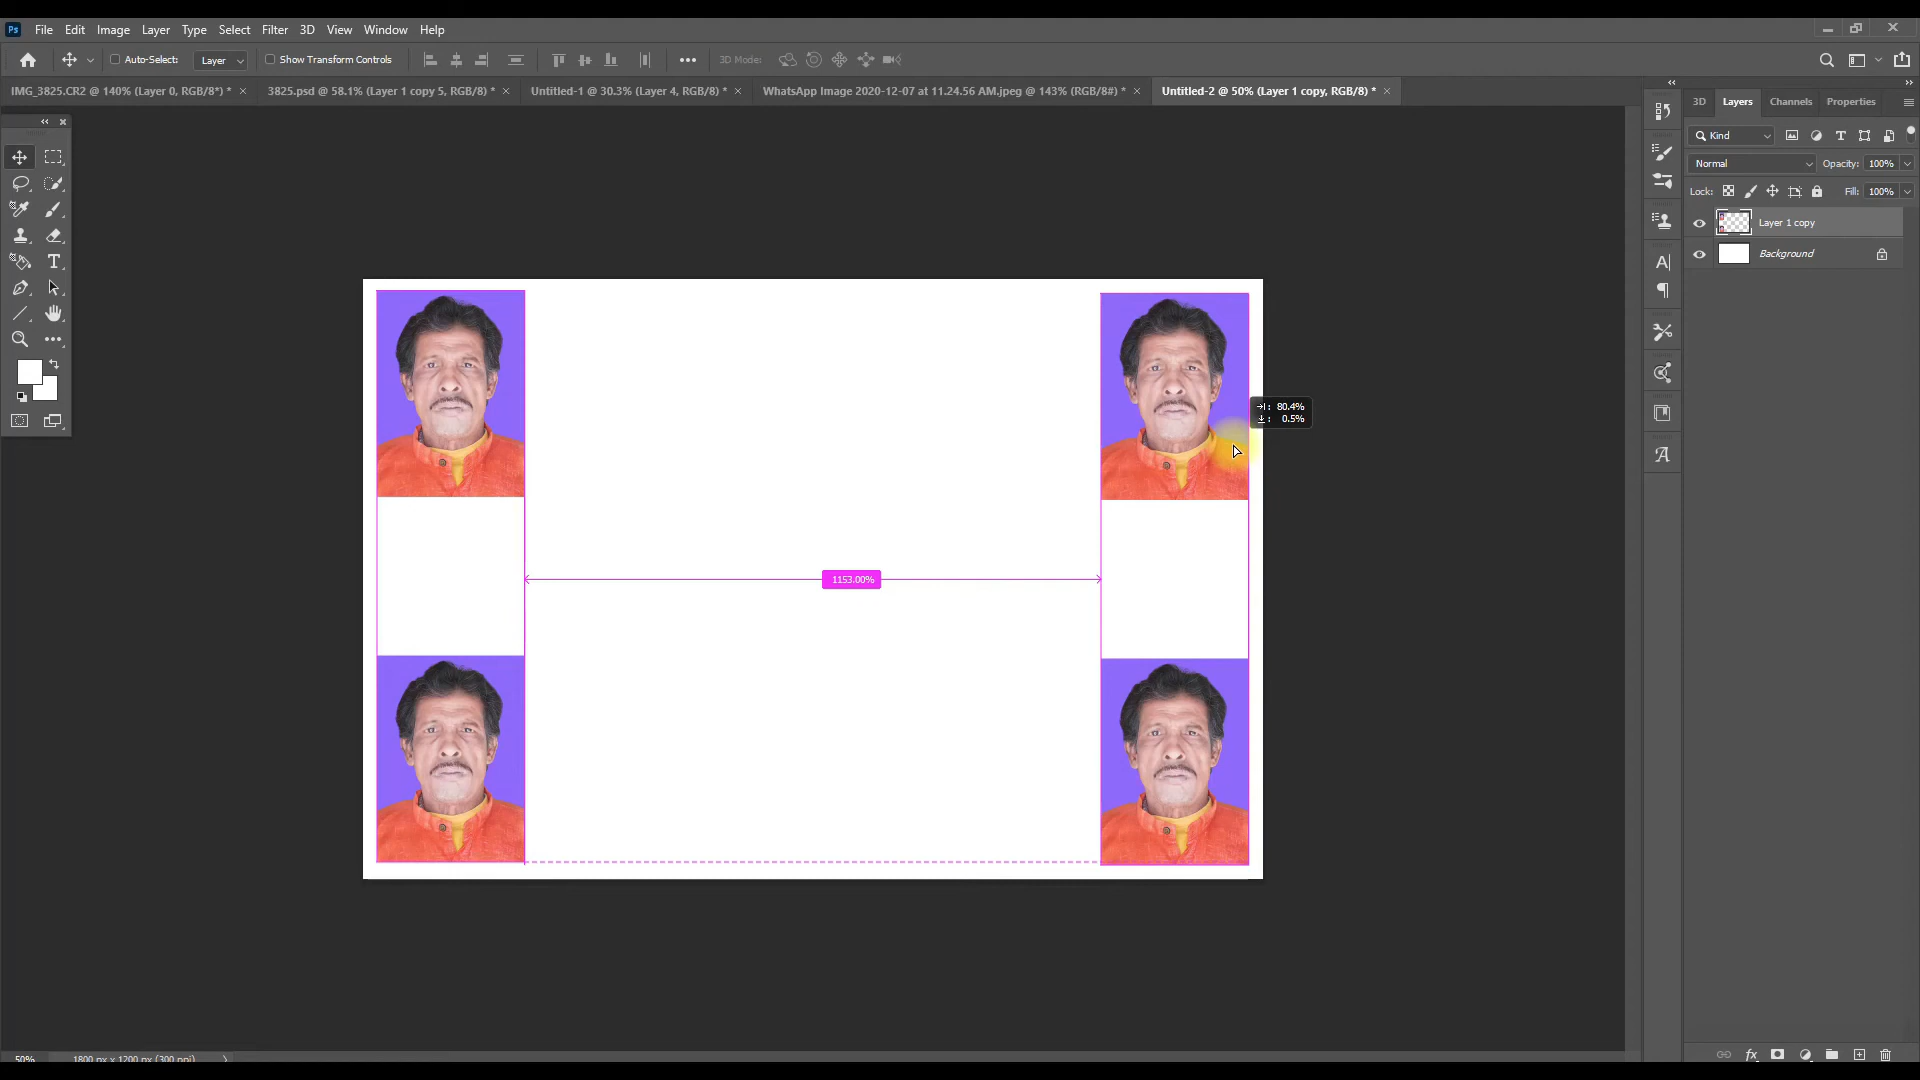 Ps File Edit Image Layer Type Select Filter 3D View Window Help
Auto-Select: Layer Show Transform Controls 3D Mode:
IMG_3825.CR2 @ 140% (Layer 0, RGB/8*) * × 3825.psd @ 58.1% (Layer 1 copy 5, RGB/8) * × Untitled-1 @ 30.3% (Layer 4, RGB/8) * × WhatsApp Image 2020-12-07 at 11.24.56 AM.jpeg @ 143% (RGB/8#) * × Untitled-2 @ 50% (Layer 1 copy, RGB/8) * ×
3D Layers Channels Properties
Kind
Normal Opacity: 100%
Lock: Fill: 100%
Layer 1 copy
Background
80.4%
0.5%
1153.00%
50% 1800 px x 1200 px (300 ppi)
fx